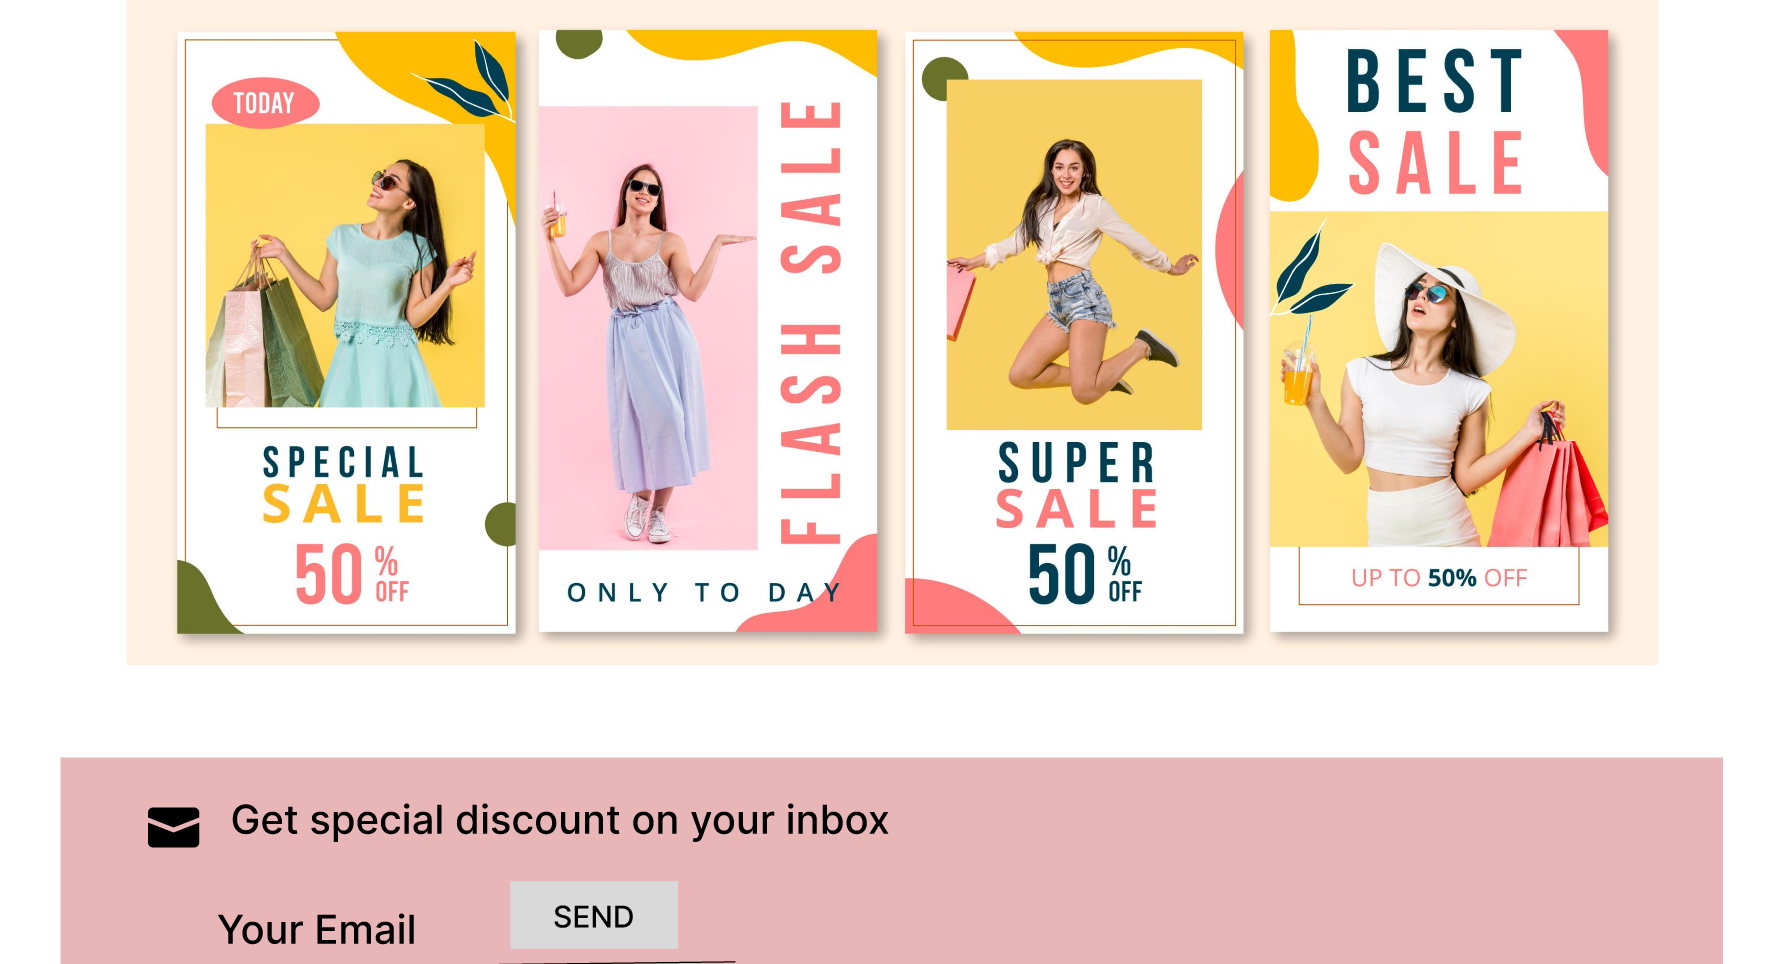 TODAY
SPECIAL
SALE
50 %
OFF
FLASH SALE
ONLY TO DAY
SUPER
SALE
50 %
OFF
BEST
SALE
UP TO 50% OFF
Get special discount on your inbox
Your Email
SEND